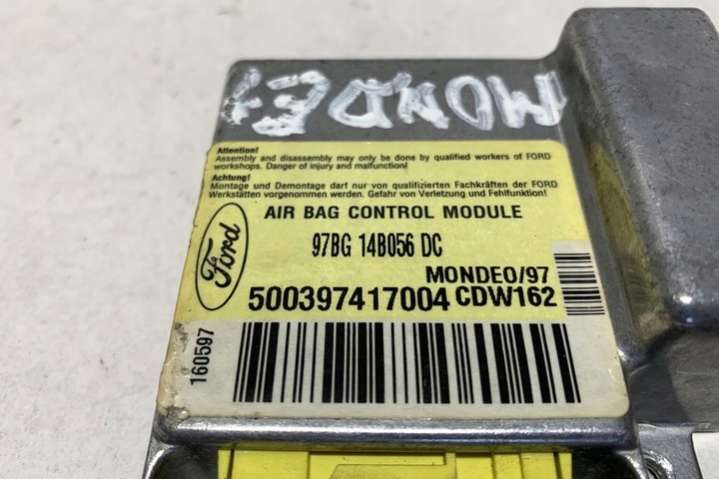 Attention!
Assembly and disassembly may only be done by qualified workers of FORD
workshops. Danger of injury and malfunction!
Achtung!
Montage und Demontage darf nur von qualifizierten Fachkräften der FORD
Werkstätten vorgenommen werden. Gefahr von Verletzung und Fehlfunktion!
AIR BAG CONTROL MODULE
Ford
97BG 14B056 DC
MONDEO/97
500397417004 CDW162
160597